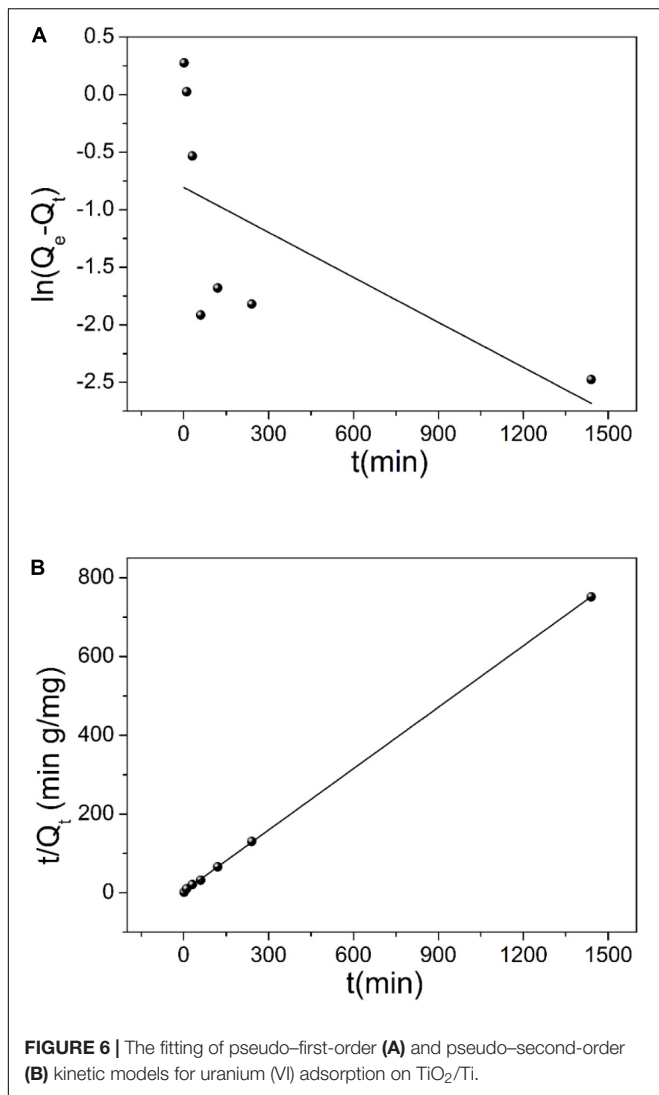 A
0.5
0.0
-0.5
-1.0
-1.5
-2.0
-2.5
ln(Qe-Qt)
0 300 600 900 1200 1500
t(min)
B
800
600
400
200
0
t/Qt (min g/mg)
0 300 600 900 1200 1500
t(min)
FIGURE 6 | The fitting of pseudo–first-order (A) and pseudo–second-order
(B) kinetic models for uranium (VI) adsorption on TiO2/Ti.